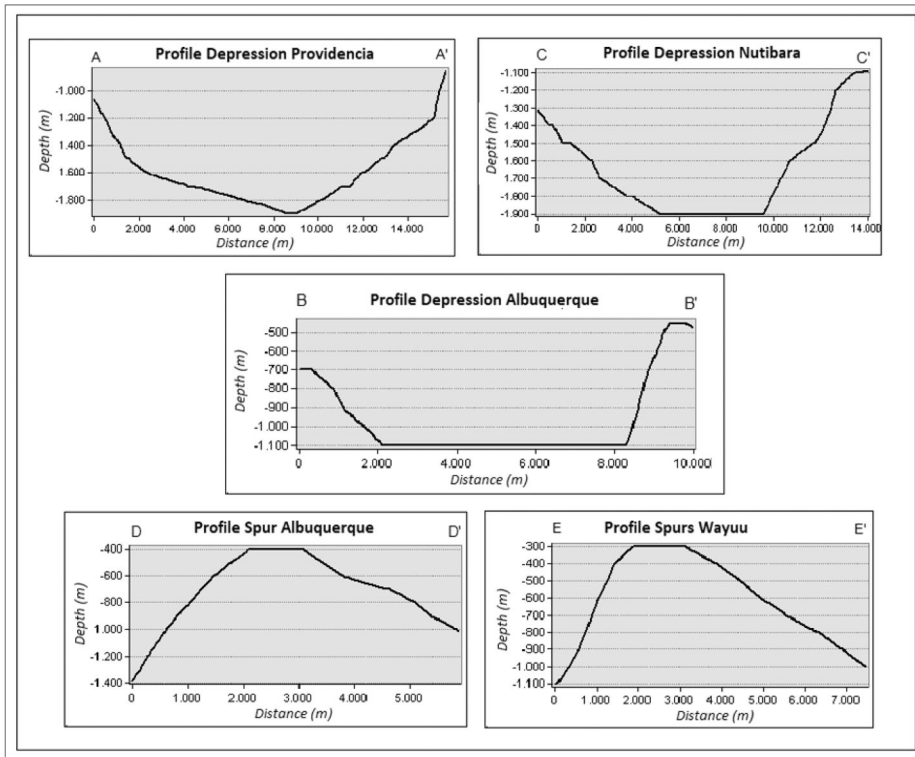 A Profile Depression Providencia A'
Depth (m)
-1.000
-1.200
-1.400
-1.600
-1.800
0 2.000 4.000 6.000 8.000 10.000 12.000 14.000
Distance (m)
C Profile Depression Nutibara C'
Depth (m)
-1.100
-1.200
-1.300
-1.400
-1.500
-1.600
-1.700
-1.800
-1.900
0 2.000 4.000 6.000 8.000 10.000 12.000 14.000
Distance (m)
B Profile Depression Albuquerque B'
Depth (m)
-500
-600
-700
-800
-900
-1.000
-1.100
0 2.000 4.000 6.000 8.000 10.000
Distance (m)
D Profile Spur Albuquerque D'
Depth (m)
-400
-600
-800
-1.000
-1.200
-1.400
0 1.000 2.000 3.000 4.000 5.000
Distance (m)
E Profile Spurs Wayuu E'
Depth (m)
-300
-400
-500
-600
-700
-800
-900
-1.000
-1.100
0 1.000 2.000 3.000 4.000 5.000 6.000 7.000
Distance (m)